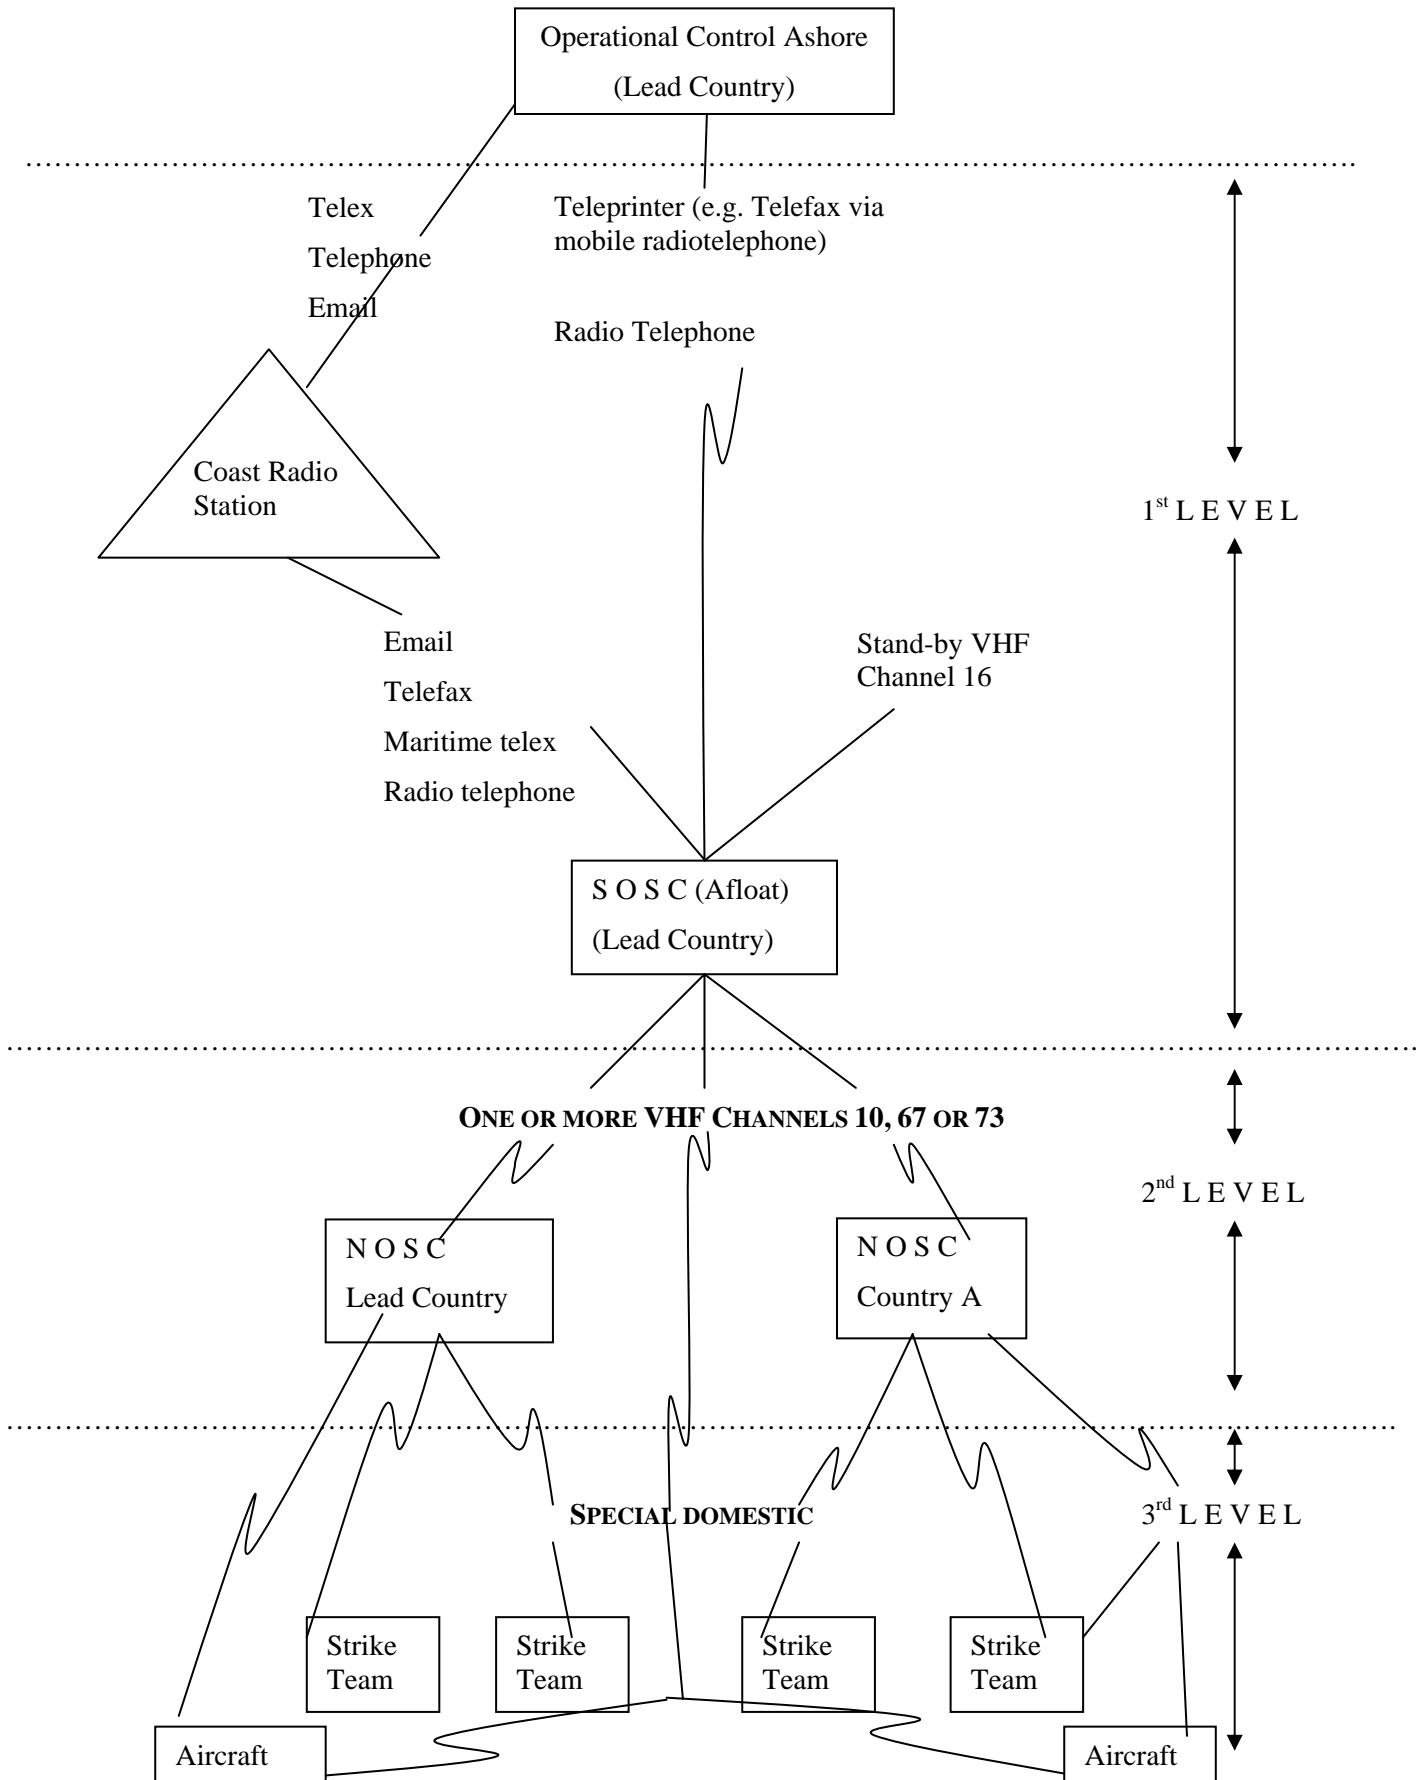 Operational Control Ashore
(Lead Country)
Telex
Telephone
Email
Teleprinter (e.g. Telefax via
mobile radiotelephone)
Radio Telephone
Coast Radio
Station
1st L E V E L
Email
Telefax
Maritime telex
Radio telephone
Stand-by VHF
Channel 16
S O S C (Afloat)
(Lead Country)
ONE OR MORE VHF CHANNELS 10, 67 OR 73
2nd L E V E L
N O S C
Lead Country
N O S C
Country A
SPECIAL DOMESTIC
3rd L E V E L
Strike
Team
Strike
Team
Strike
Team
Strike
Team
Aircraft
Aircraft